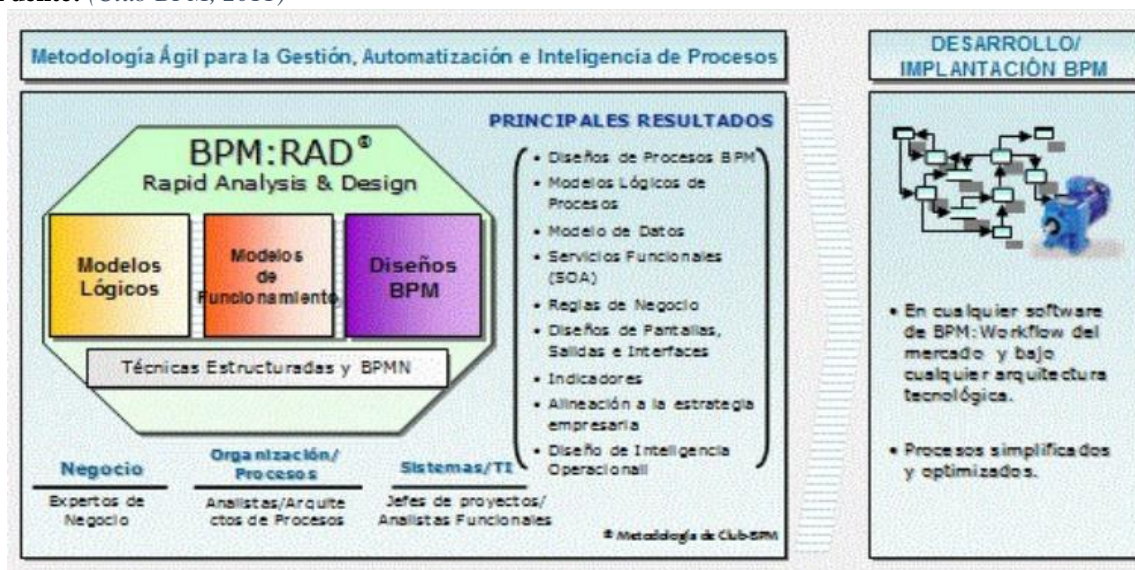 (Club BPM, 2011)
Metodología Ágil para la Gestión, Automatización e Inteligencia de Procesos
BPM:RAD®
Rapid Analysis & Design
Modelos
Lógicos
Modelos
de
Funcionamiento
Diseños
BPM
Técnicas Estructuradas y BPMN
Negocio
Expertos de
Negocio
Organización/
Procesos
Analistas/Arquite
ctos de Procesos
Sistemas/TI
Jefes de proyectos/
Analistas Funcionales
PRINCIPALES RESULTADOS
• Diseños de Procesos BPM
• Modelos Lógicos de
Procesos
• Modelo de Datos
• Servicios Funcionales
(SOA)
• Reglas de Negocio
• Diseños de Pantallas,
Salidas e Interfaces
• Indicadores
• Alineación a la estrategia
empresaria
• Diseño de Inteligencia
Operacionall
® Metodología de Club-BPM
DESARROLLO/
IMPLANTACIÓN BPM
• En cualquier software
de BPM: Workflow del
mercado y bajo
cualquier arquitectura
tecnológica.
• Procesos simplificados
y optimizados.